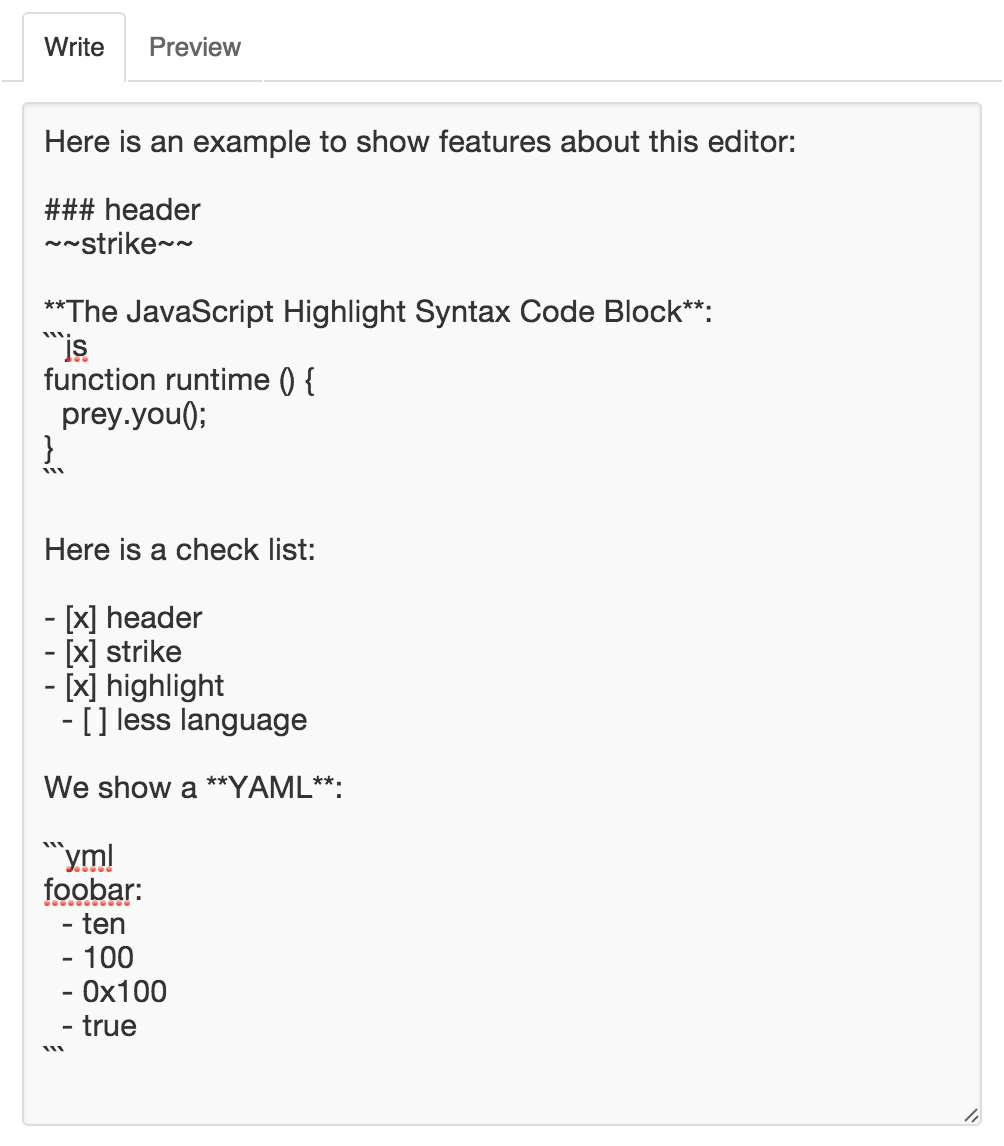 Write Preview
Here is an example to show features about this editor:
### header
~~strike~~
**The JavaScript Highlight Syntax Code Block**:
```js
function runtime () {
  prey.you();
}
```
Here is a check list:
- [x] header
- [x] strike
- [x] highlight
  - [ ] less language
We show a **YAML**:
```yml
foobar:
  - ten
  - 100
  - 0x100
  - true
```